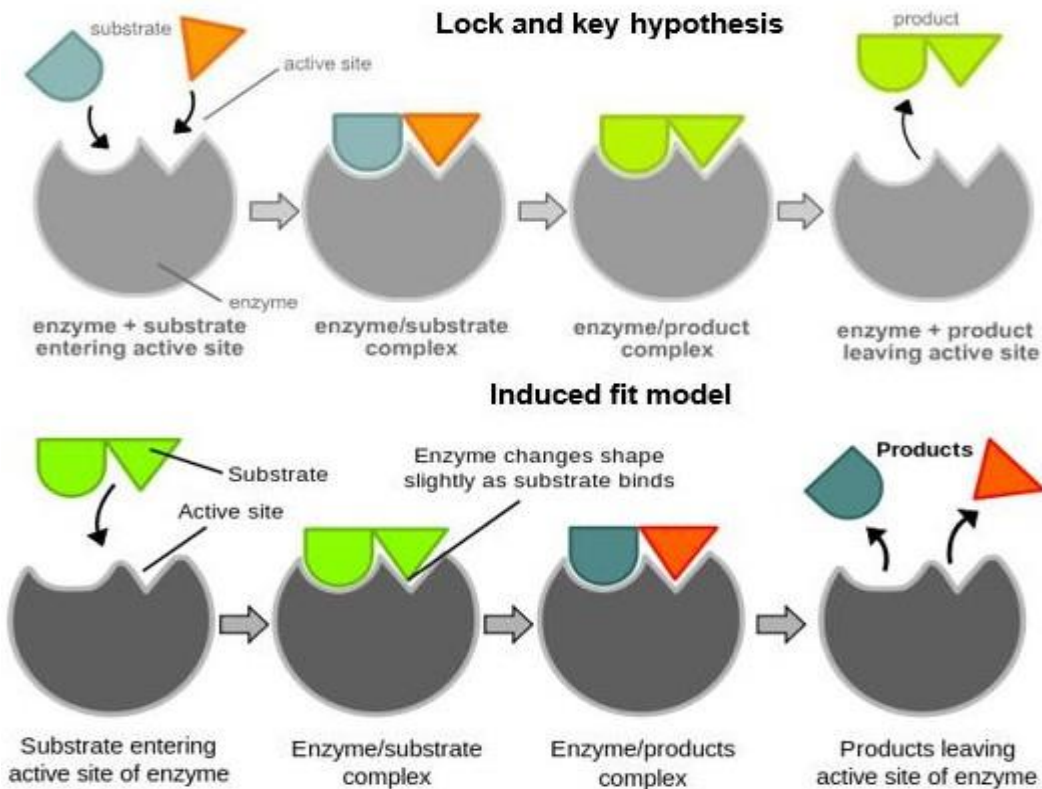 Lock and key hypothesis
substrate
active site
product
enzyme
enzyme + substrate
entering active site
enzyme/substrate
complex
enzyme/product
complex
enzyme + product
leaving active site
Induced fit model
Substrate
Active site
Enzyme changes shape
slightly as substrate binds
Products
Substrate entering
active site of enzyme
Enzyme/substrate
complex
Enzyme/products
complex
Products leaving
active site of enzyme